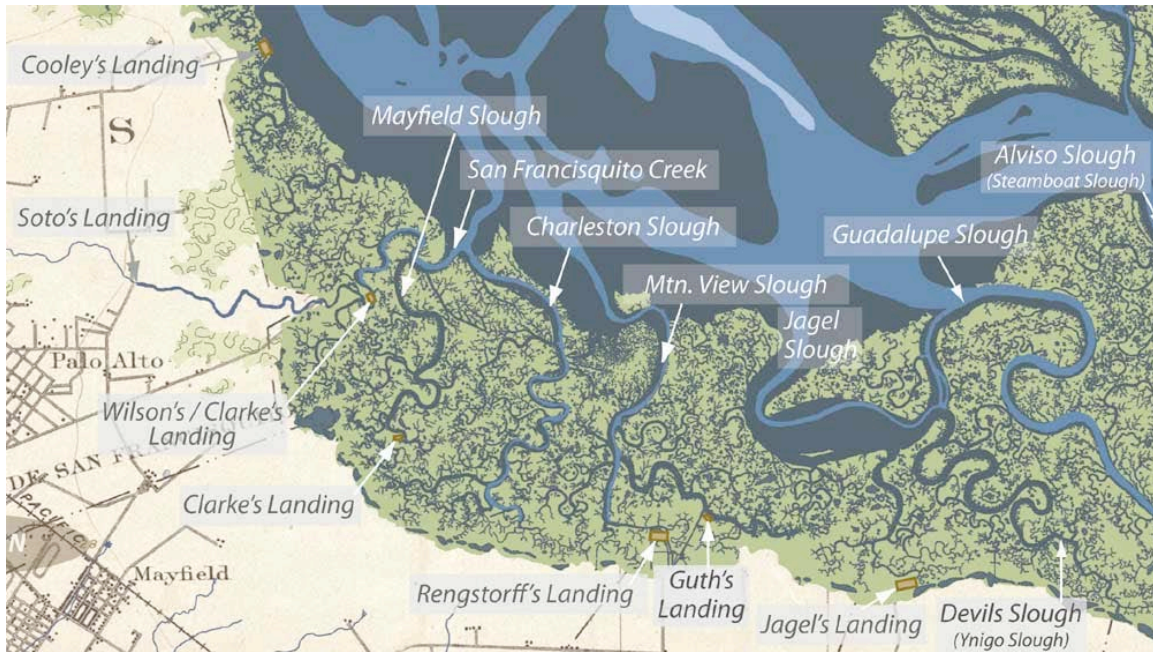 Cooley's Landing
S
Mayfield Slough
San Francisquito Creek
Alviso Slough
(Steamboat Slough)
Soto's Landing
Charleston Slough
Guadalupe Slough
Mtn. View Slough
Jagel
Slough
Palo Alto
Wilson's / Clarke's
Landing
DE SAN
Clarke's Landing
PACIFIC
N
Mayfield
Rengstorff's Landing
Guth's
Landing
Jagel's Landing
Devils Slough
(Ynigo Slough)